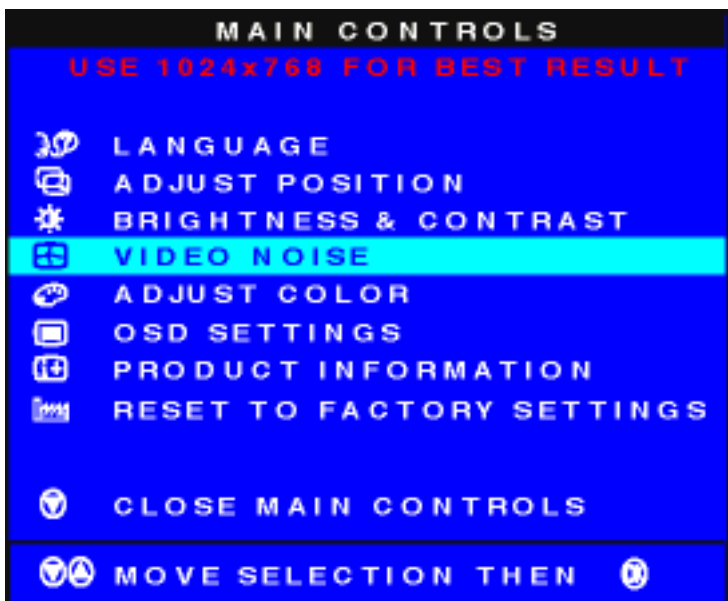 MAIN CONTROLS
USE 1024x768 FOR BEST RESULT
LANGUAGE
ADJUST POSITION
BRIGHTNESS & CONTRAST
VIDEO NOISE
ADJUST COLOR
OSD SETTINGS
PRODUCT INFORMATION
RESET TO FACTORY SETTINGS
CLOSE MAIN CONTROLS
MOVE SELECTION THEN OK